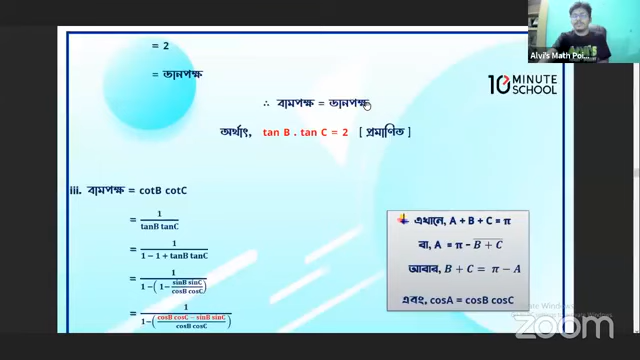 = 2
= ডানপক্ষ
∴ বামপক্ষ = ডানপক্ষ
অর্থাৎ, tan B . tan C = 2 [ প্রমাণিত ]
iii. বামপক্ষ = cotB cotC
= 1/(tanB tanC)
= 1/(1 − 1 + tanB tanC)
= 1/(1−(1− (sinB sinC)/(cosB cosC)))
= 1/(1−((cosB cosC − sinB sinC)/(cosB cosC)))
এখানে, A + B + C = π
বা, A = π − B + C
আবার, B + C = π − A
এবং, cosA = cosB cosC
10 MINUTE SCHOOL
Alvi's Math Poi...
zoom